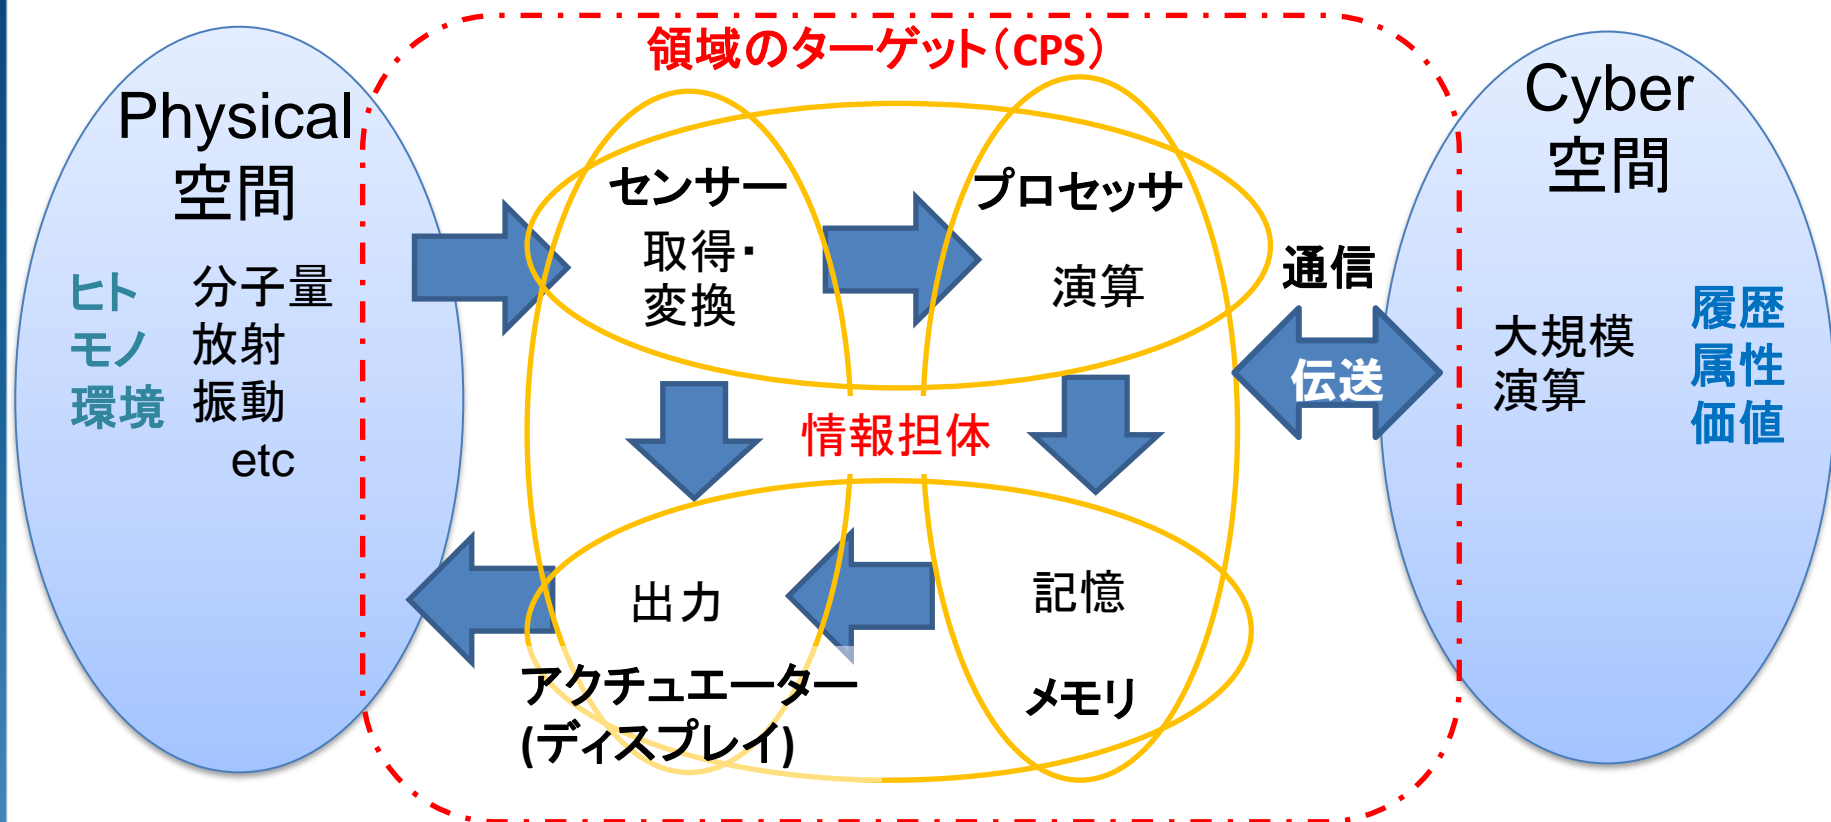 領域のターゲット(CPS)
Physical
空間
ヒト
モノ
環境
分子量
放射
振動
etc
センサー
取得・
変換
プロセッサ
演算
情報担体
出力
アクチュエーター
(ディスプレイ)
記憶
メモリ
通信
伝送
Cyber
空間
大規模
演算
履歴
属性
価値